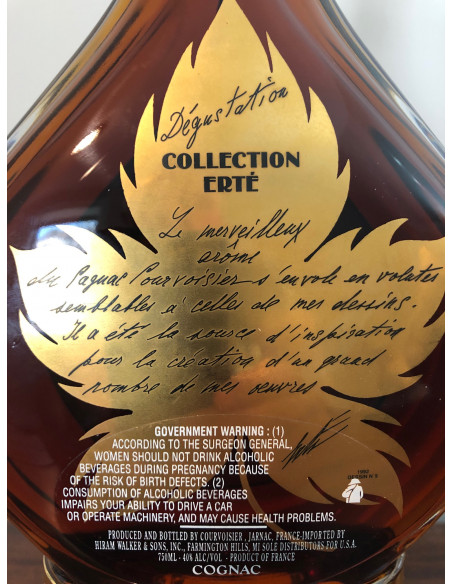 Dégustation
COLLECTION
ERTÉ
Le merveilleux
arôme
du Cognac Courvoisier s'envole en volutes
semblables à celles de mes dessins.
Il a été la source d'inspiration
pour la création d'un grand
nombre de mes œuvres
GOVERNMENT WARNING : (1)
ACCORDING TO THE SURGEON GENERAL,
WOMEN SHOULD NOT DRINK ALCOHOLIC
BEVERAGES DURING PREGNANCY BECAUSE
OF THE RISK OF BIRTH DEFECTS. (2)
CONSUMPTION OF ALCOHOLIC BEVERAGES
IMPAIRS YOUR ABILITY TO DRIVE A CAR
OR OPERATE MACHINERY, AND MAY CAUSE HEALTH PROBLEMS.
PRODUCED AND BOTTLED BY COURVOISIER , JARNAC, FRANCE-IMPORTED BY
HIRAM WALKER & SONS, INC., FARMINGTON HILLS, MI SOLE DISTRIBUTORS FOR U.S.A.
750ML - 40% ALC/VOL - PRODUCT OF FRANCE
COGNAC